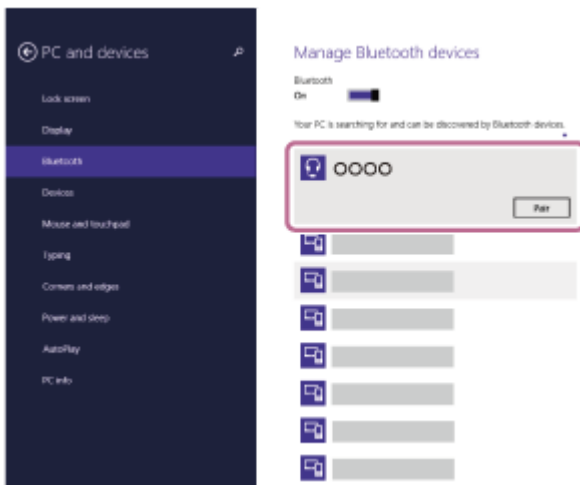 PC and devices
Lock screen
Display
Bluetooth
Devices
Mouse and touchpad
Typing
Corners and edges
Power and sleep
AutoPlay
PC info
Manage Bluetooth devices
Bluetooth
On
Your PC is searching for and can be discovered by Bluetooth devices.
OOOO
Pair